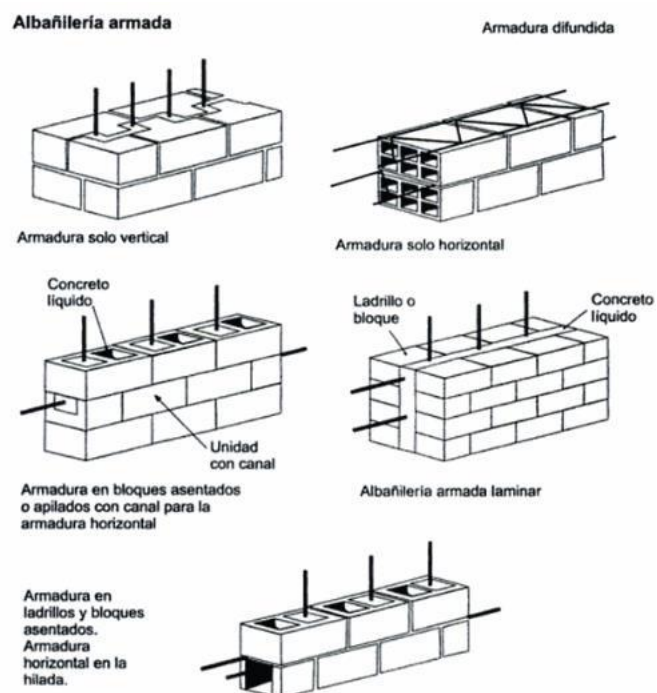 Albañilería armada
Armadura difundida
Armadura solo vertical
Armadura solo horizontal
Concreto
líquido
Unidad
con canal
Armadura en bloques asentados
o apilados con canal para la
armadura horizontal
Ladrillo o
bloque
Concreto
líquido
Albañilería armada laminar
Armadura en
ladrillos y bloques
asentados.
Armadura
horizontal en la
hilada.